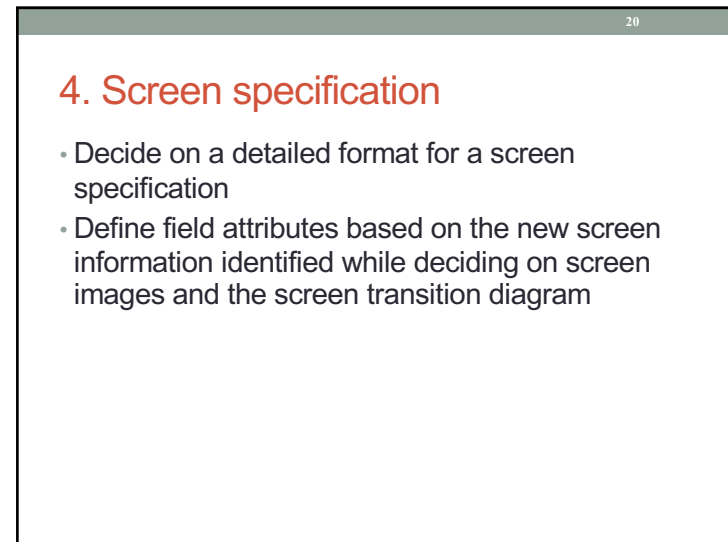 20
4. Screen specification
• Decide on a detailed format for a screen
specification
• Define field attributes based on the new screen
information identified while deciding on screen
images and the screen transition diagram